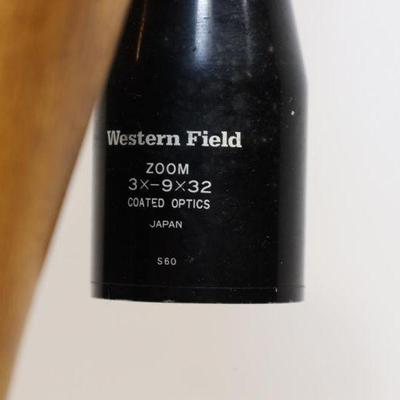 Western Field
ZOOM
3×-9×32
COATED OPTICS
JAPAN
S60